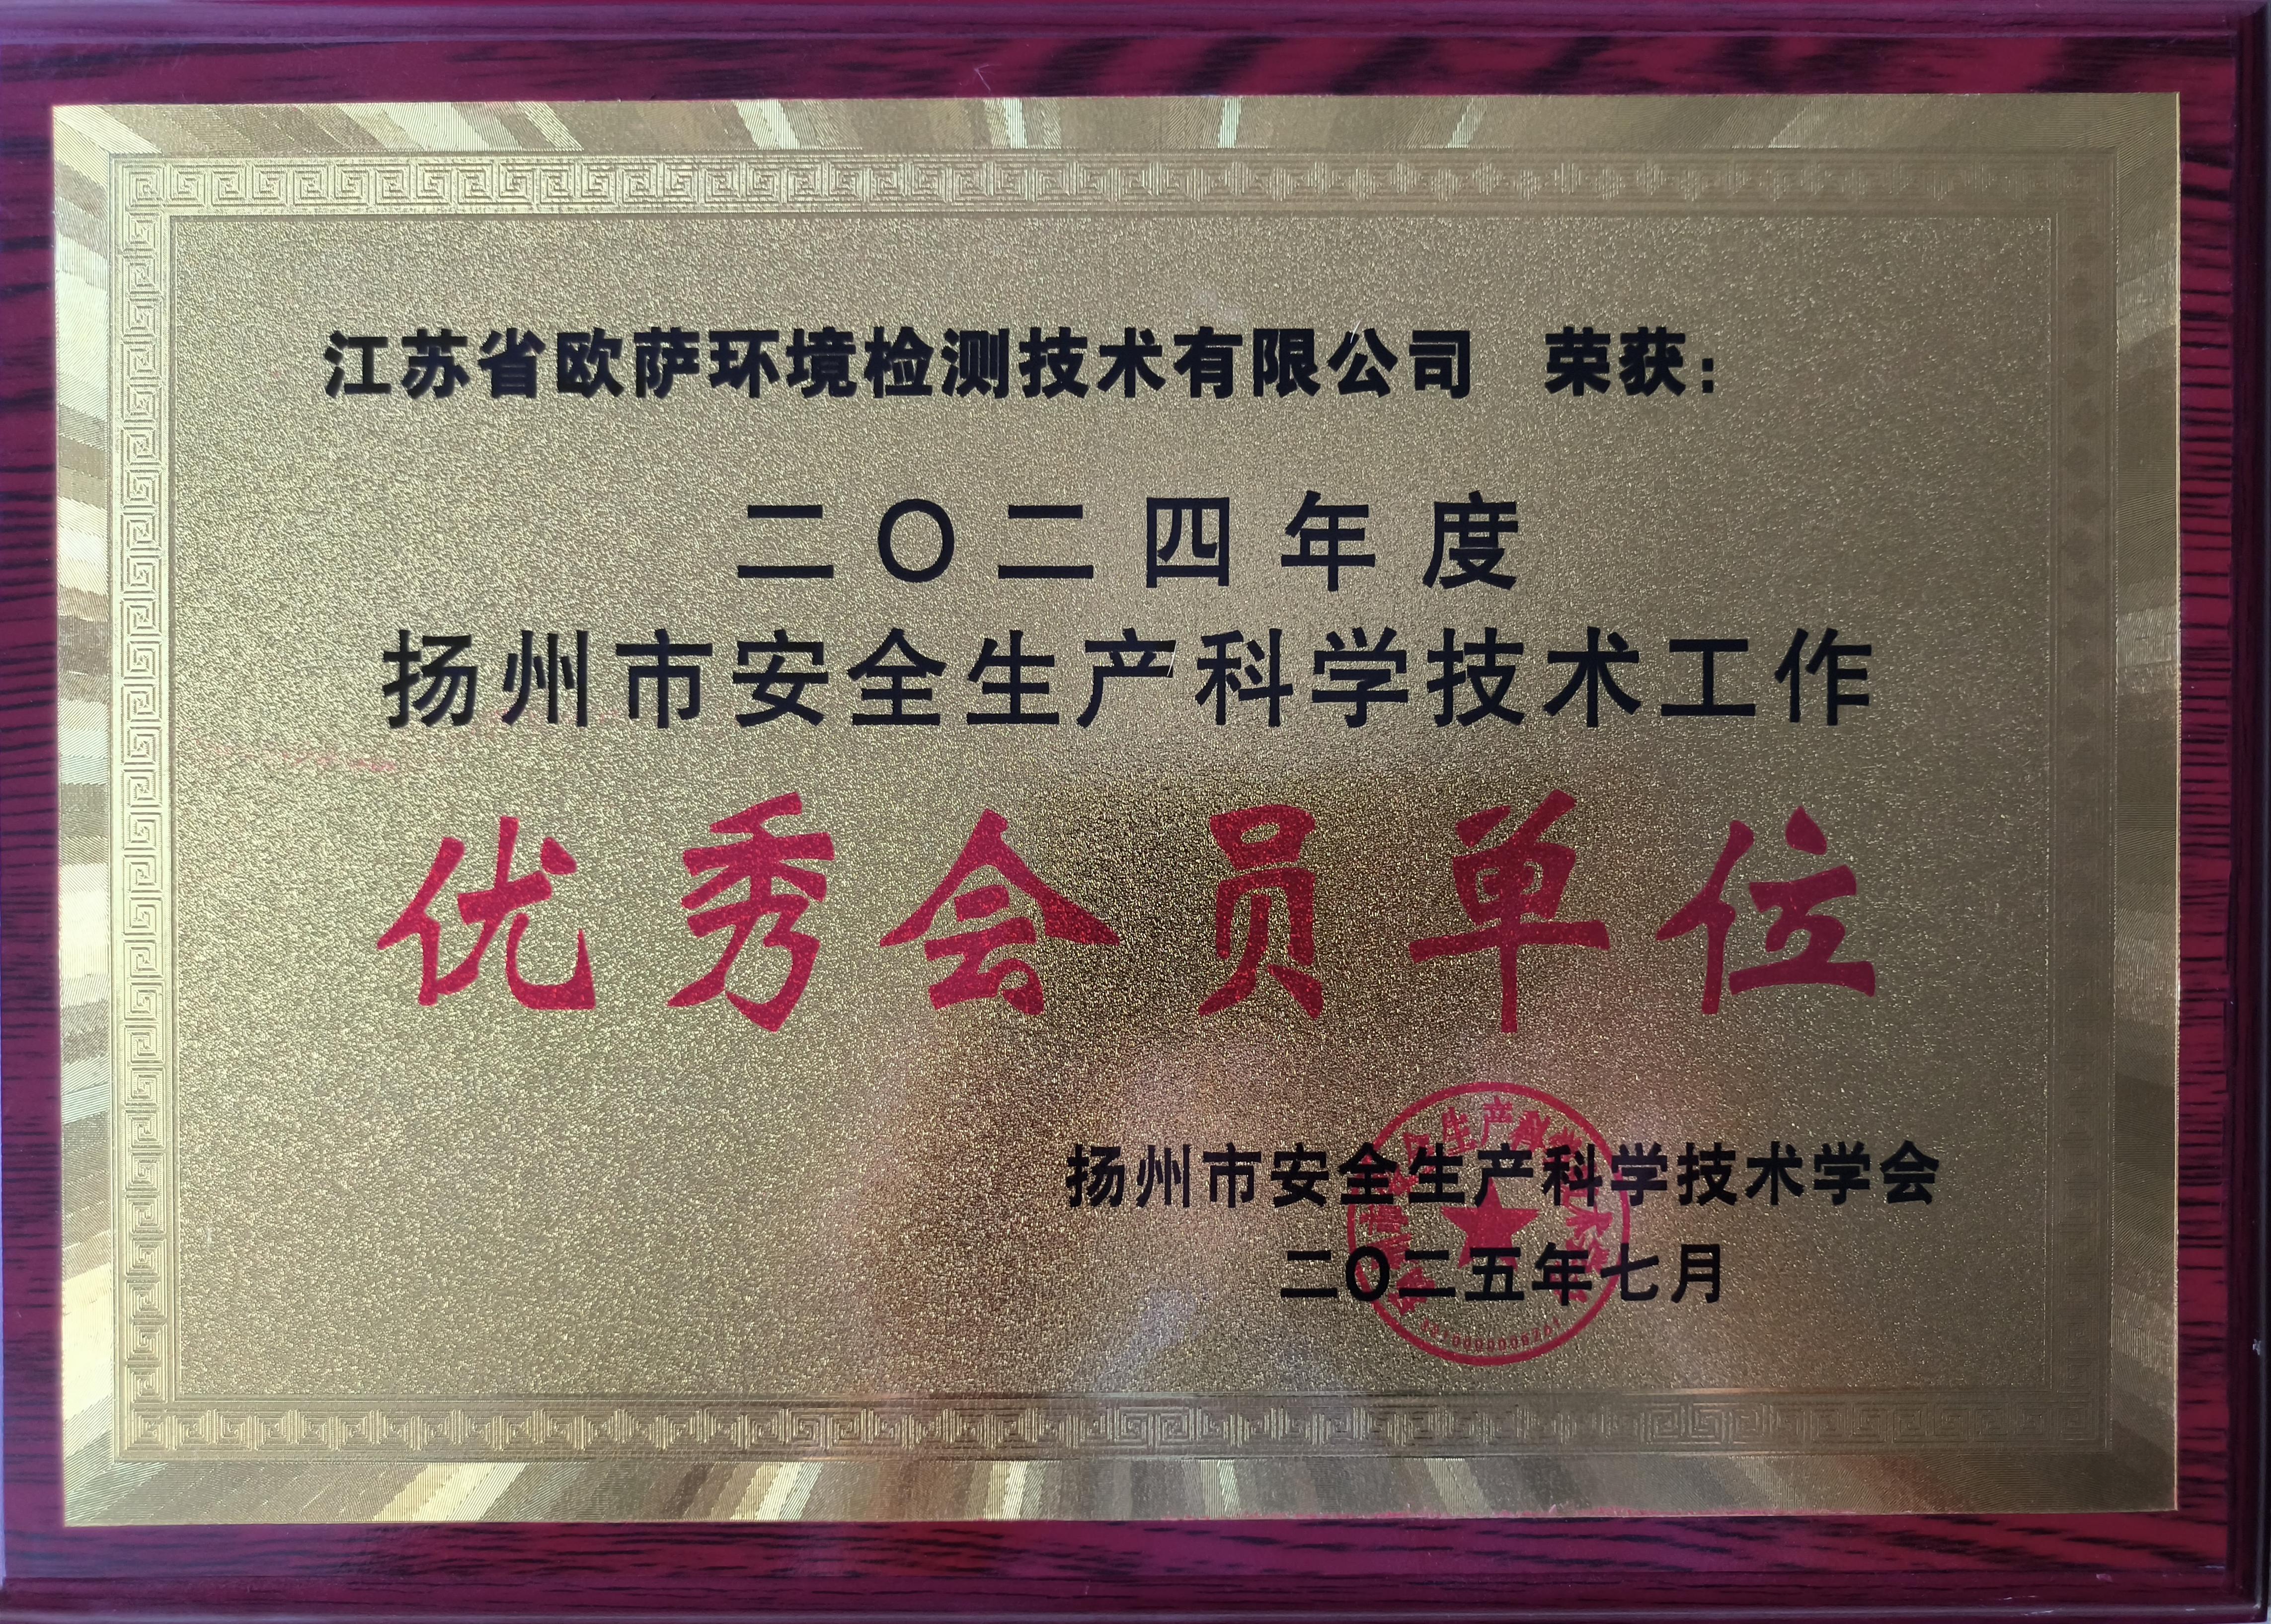 江苏省欧萨环境检测技术有限公司 荣获：
二〇二四年度
扬州市安全生产科学技术工作
优秀会员单位
扬州市安全生产科学技术学会
二〇二五年七月